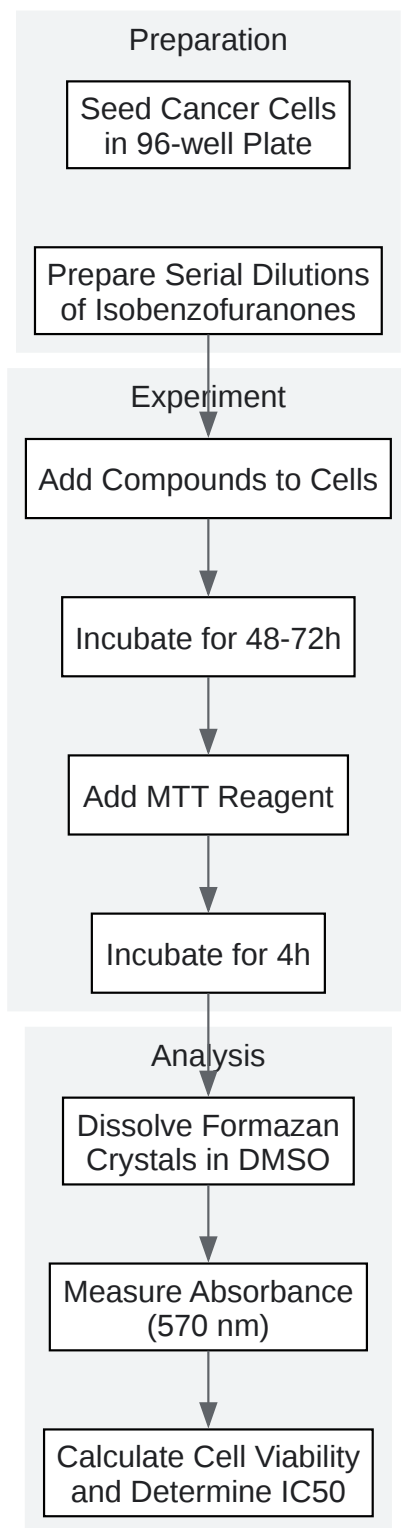 Preparation
Seed Cancer Cells
in 96-well Plate
Prepare Serial Dilutions
of Isobenzofuranones
Experiment
Add Compounds to Cells
Incubate for 48-72h
Add MTT Reagent
Incubate for 4h
Analysis
Dissolve Formazan
Crystals in DMSO
Measure Absorbance
(570 nm)
Calculate Cell Viability
and Determine IC50